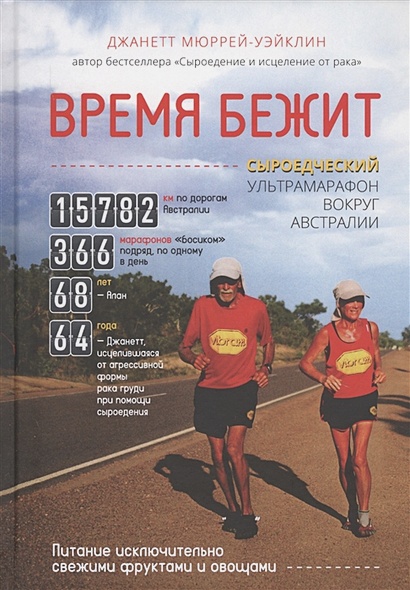 ДЖАНЕТТ МЮРРЕЙ-УЭЙКЛИН
автор бестселлера «Сыроедение и исцеление от рака»
ВРЕМЯ БЕЖИТ
СЫРОЕДЧЕСКИЙ
УЛЬТРАМАРАФОН
ВОКРУГ
АВСТРАЛИИ
15782
км по дорогам
Австралии
366
марафонов «босиком»
подряд, по одному
в день
68
лет
– Алан
64
года
– Джанетт,
исцелившаяся
от агрессивной
формы
рака груди
при помощи
сыроедения
Питание исключительно
свежими фруктами и овощами